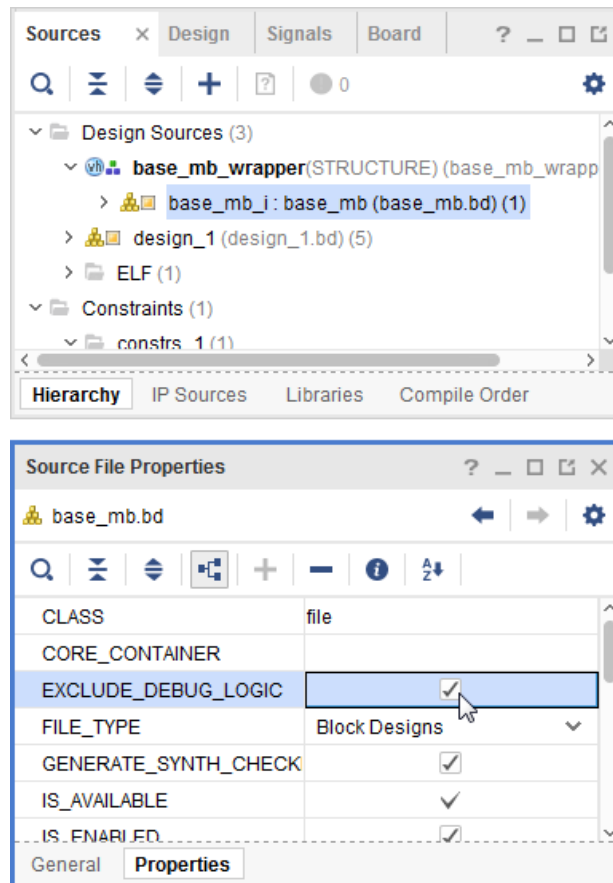 Sources Design Signals Board
0
Design Sources (3)
base_mb_wrapper(STRUCTURE) (base_mb_wrapp
base_mb_i : base_mb (base_mb.bd) (1)
design_1 (design_1.bd) (5)
ELF (1)
Constraints (1)
constrs_1 (1)
Hierarchy IP Sources Libraries Compile Order
Source File Properties
base_mb.bd
CLASS file
CORE_CONTAINER
EXCLUDE_DEBUG_LOGIC
FILE_TYPE Block Designs
GENERATE_SYNTH_CHECK
IS_AVAILABLE
IS_ENABLED
General Properties